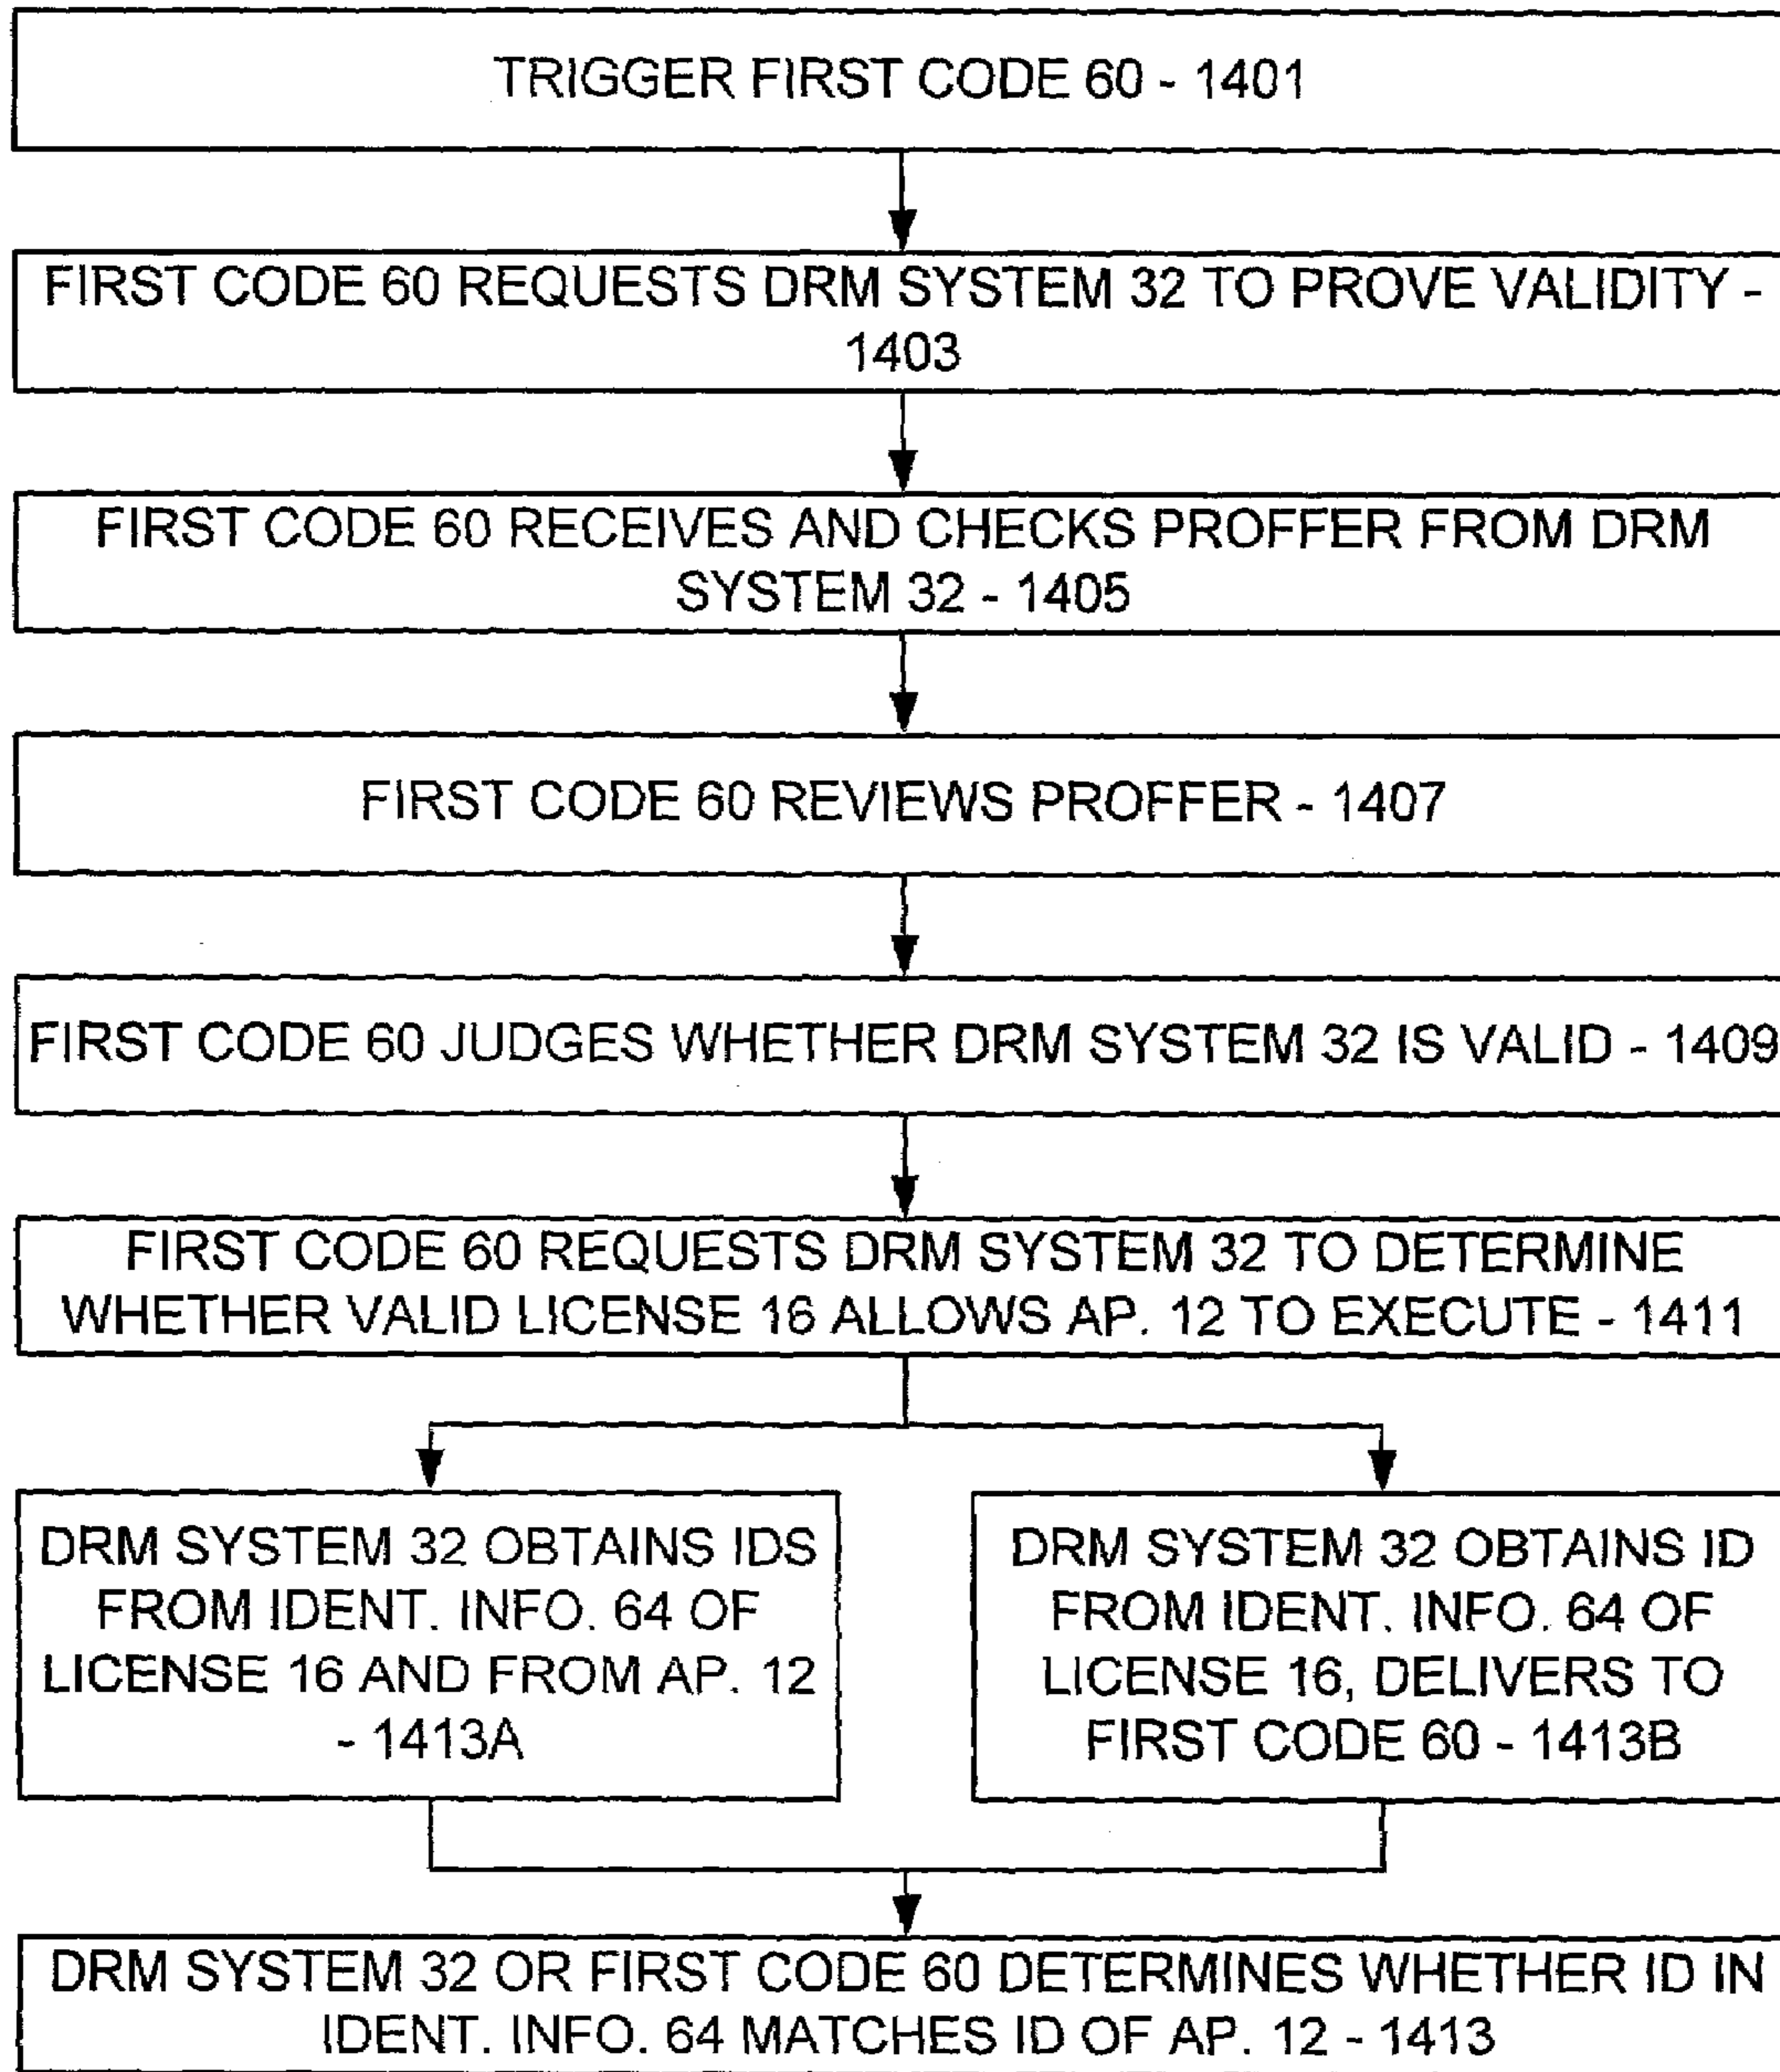 TRIGGER FIRST CODE 60 - 1401
FIRST CODE 60 REQUESTS DRM SYSTEM 32 TO PROVE VALIDITY -
1403
FIRST CODE 60 RECEIVES AND CHECKS PROFFER FROM DRM
SYSTEM 32 - 1405
FIRST CODE 60 REVIEWS PROFFER - 1407
FIRST CODE 60 JUDGES WHETHER DRM SYSTEM 32 IS VALID - 1409
FIRST CODE 60 REQUESTS DRM SYSTEM 32 TO DETERMINE
WHETHER VALID LICENSE 16 ALLOWS AP. 12 TO EXECUTE - 1411
DRM SYSTEM 32 OBTAINS IDS
FROM IDENT. INFO. 64 OF
LICENSE 16 AND FROM AP. 12
- 1413A
DRM SYSTEM 32 OBTAINS ID
FROM IDENT. INFO. 64 OF
LICENSE 16, DELIVERS TO
FIRST CODE 60 - 1413B
DRM SYSTEM 32 OR FIRST CODE 60 DETERMINES WHETHER ID IN
IDENT. INFO. 64 MATCHES ID OF AP. 12 - 1413